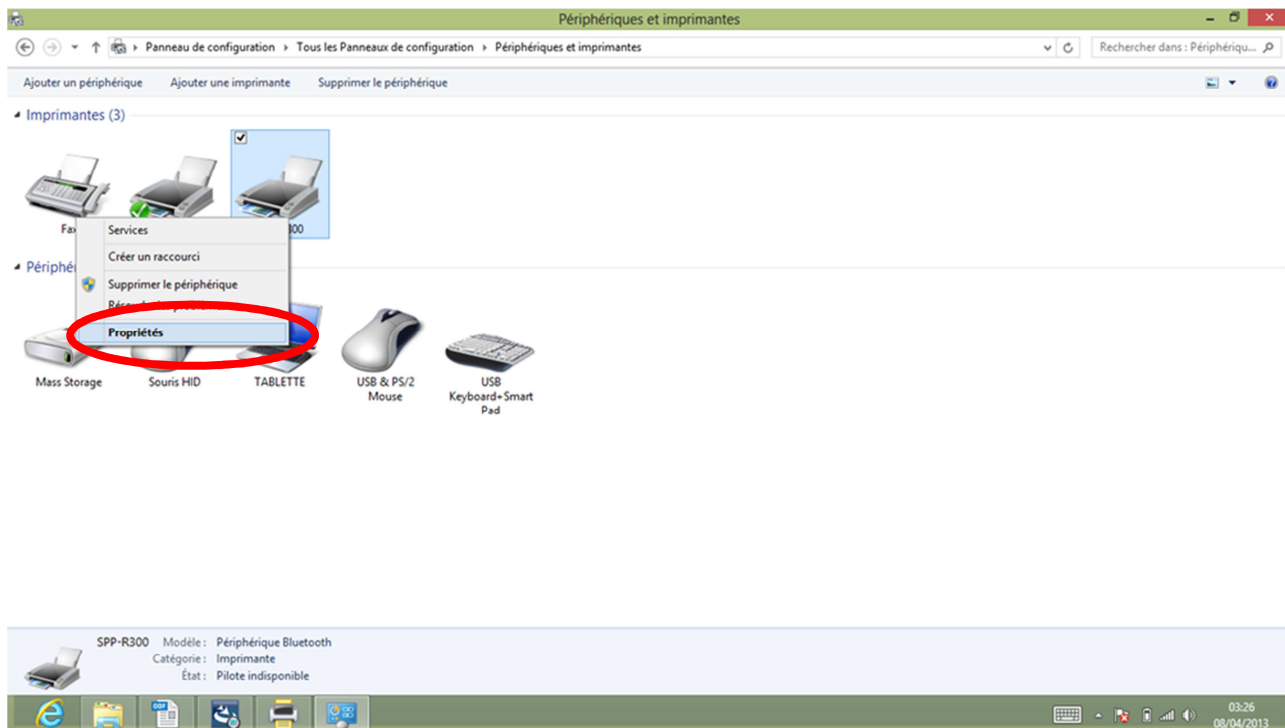 Périphériques et imprimantes
Panneau de configuration Tous les Panneaux de configuration Périphériques et imprimantes
Rechercher dans : Périphériqu...
Ajouter un périphérique Ajouter une imprimante Supprimer le périphérique
Imprimantes (3)
Services
Créer un raccourci
Supprimer le périphérique
Propriétés
Mass Storage
Souris HID
TABLETTE
USB & PS/2
Mouse
USB
Keyboard+Smart
Pad
SPP-R300 Modèle : Périphérique Bluetooth
Catégorie : Imprimante
État : Pilote indisponible
03:26
08/04/2013